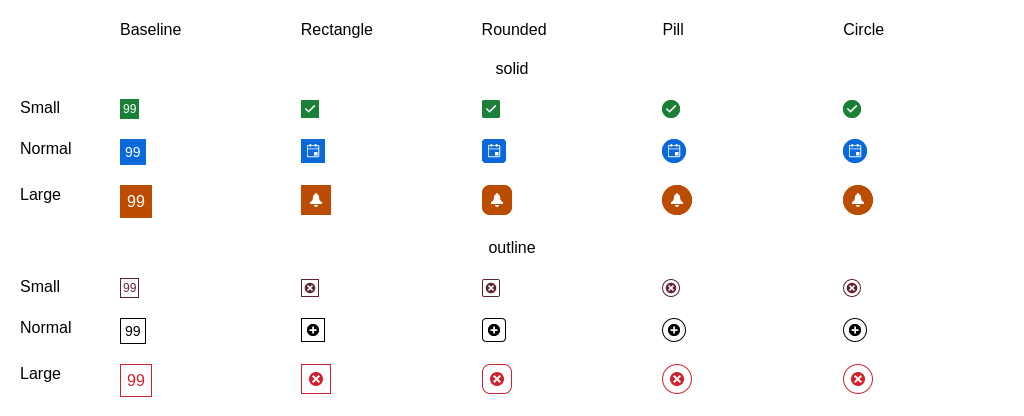 Baseline Rectangle Rounded Pill Circle
solid
Small 99
Normal 99
Large 99
outline
Small 99
Normal 99
Large 99